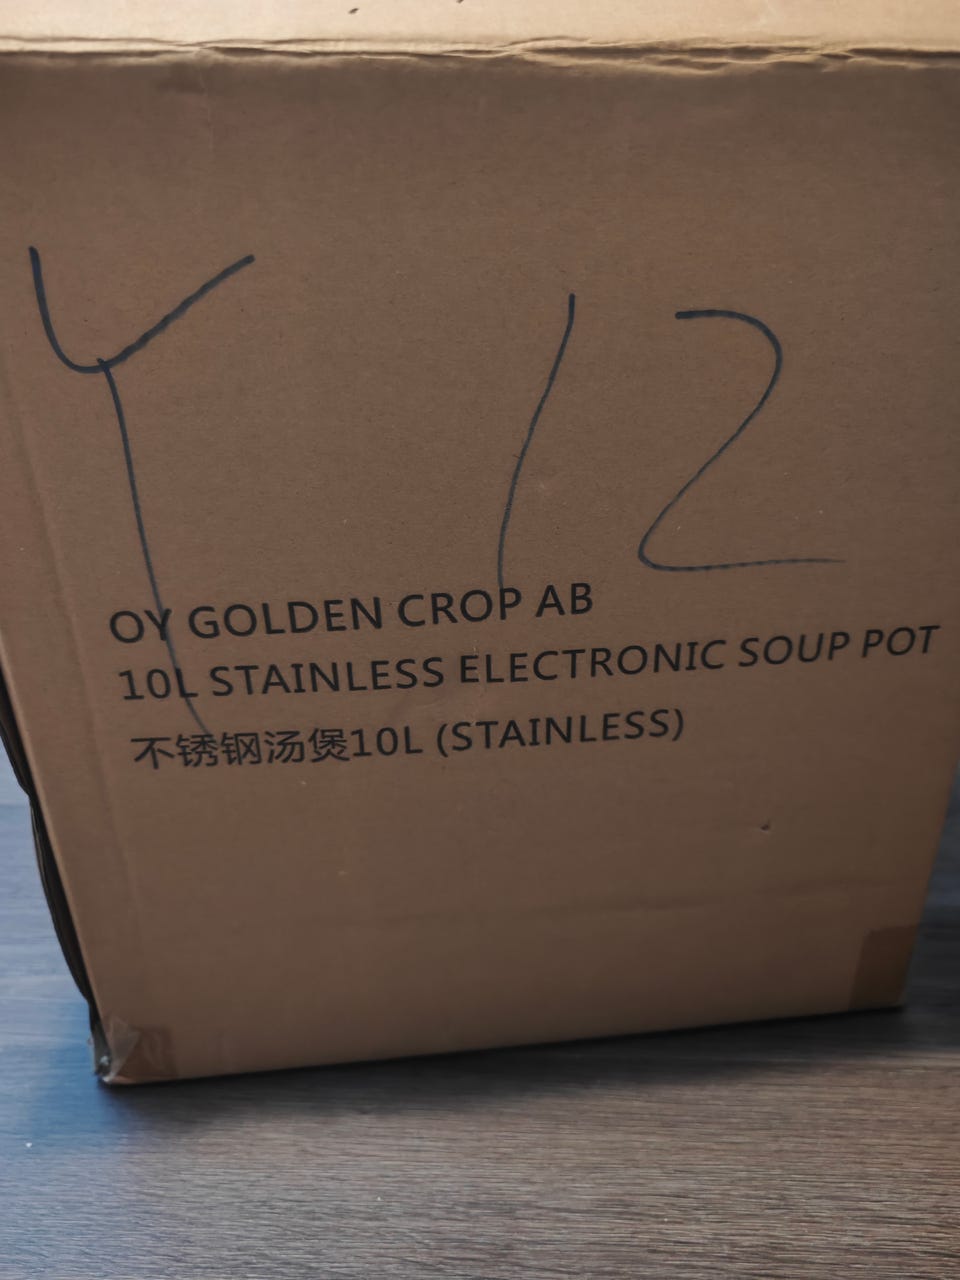 Y 12
OY GOLDEN CROP AB
10L STAINLESS ELECTRONIC SOUP POT
不锈钢汤煲10L (STAINLESS)